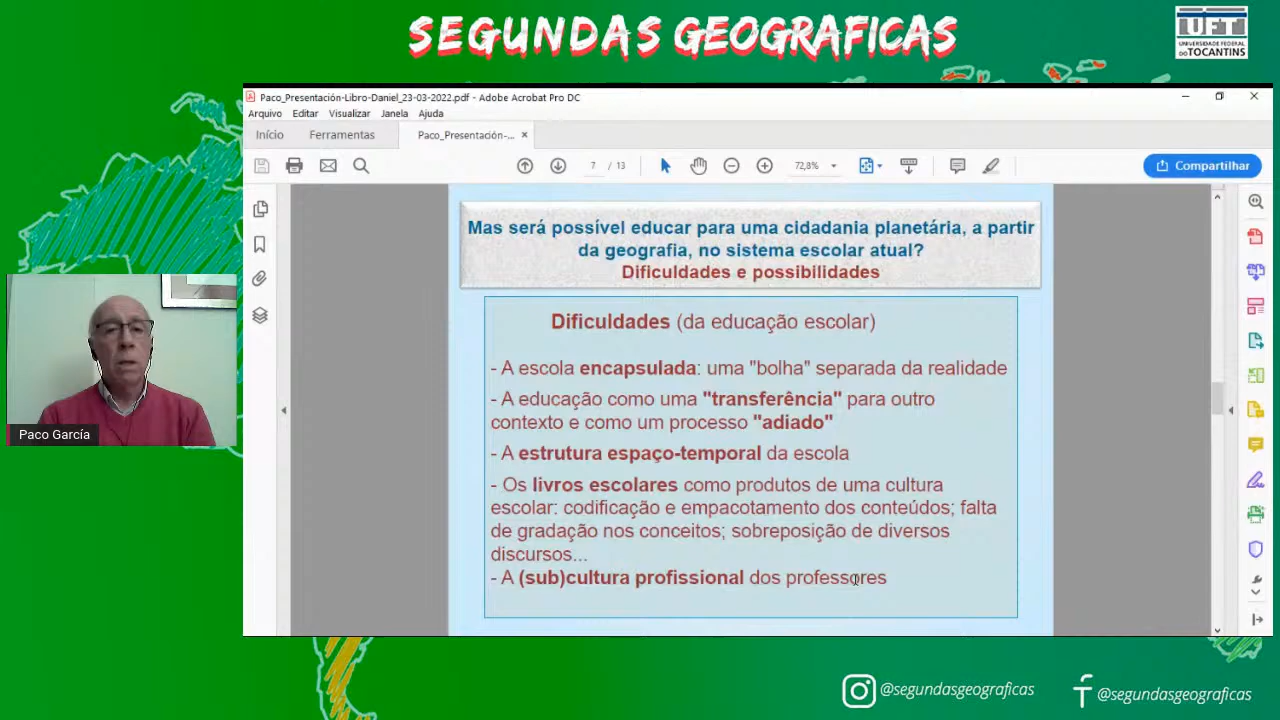 SEGUNDAS GEOGRAFICAS
UFT
UNIVERSIDADE FEDERAL
DO TOCANTINS
Paco_Presentación-Libro-Daniel_23-03-2022.pdf - Adobe Acrobat Pro DC
Arquivo Editar Visualizar Janela Ajuda
Início Ferramentas Paco_Presentación-... ×
7 / 13 72,8% Compartilhar
Mas será possível educar para uma cidadania planetária, a partir
da geografia, no sistema escolar atual?
Dificuldades e possibilidades
Dificuldades (da educação escolar)
- A escola encapsulada: uma "bolha" separada da realidade
- A educação como uma "transferência" para outro
contexto e como um processo "adiado"
- A estrutura espaço-temporal da escola
- Os livros escolares como produtos de uma cultura
escolar: codificação e empacotamento dos conteúdos; falta
de gradação nos conceitos; sobreposição de diversos
discursos...
- A (sub)cultura profissional dos professores
Paco García
@segundasgeograficas
@segundasgeograficas